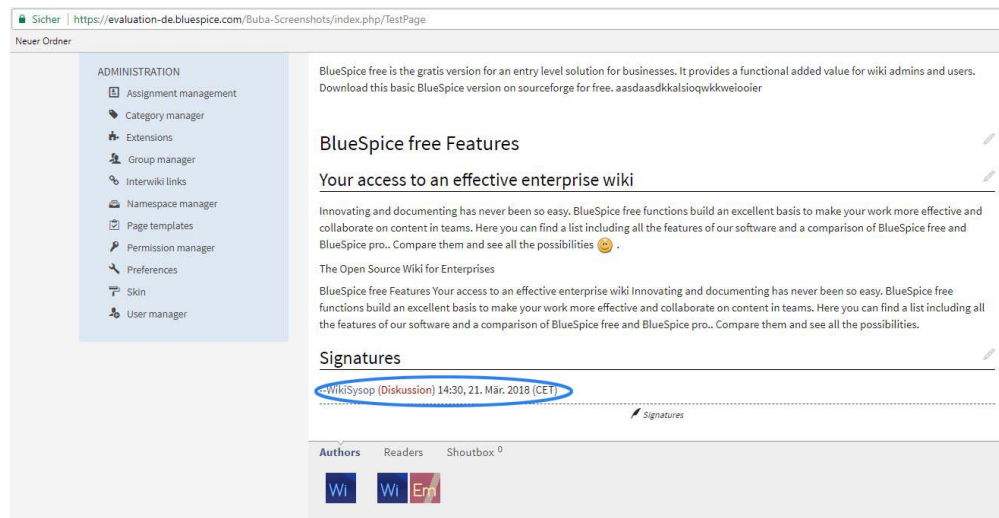 Sicher | https://evaluation-de.bluespice.com/Buba-Screenshots/index.php/TestPage
Neuer Ordner
ADMINISTRATION
Assignment management
Category manager
Extensions
Group manager
Interwiki links
Namespace manager
Page templates
Permission manager
Preferences
Skin
User manager
BlueSpice free is the gratis version for an entry level solution for businesses. It provides a functional added value for wiki admins and users.
Download this basic BlueSpice version on sourceforge for free. aasdaasdkkalsioqwkkweiooier
BlueSpice free Features
Your access to an effective enterprise wiki
Innovating and documenting has never been so easy. BlueSpice free functions build an excellent basis to make your work more effective and
collaborate on content in teams. Here you can find a list including all the features of our software and a comparison of BlueSpice free and
BlueSpice pro.. Compare them and see all the possibilities .
The Open Source Wiki for Enterprises
BlueSpice free Features Your access to an effective enterprise wiki Innovating and documenting has never been so easy. BlueSpice free
functions build an excellent basis to make your work more effective and collaborate on content in teams. Here you can find a list including all
the features of our software and a comparison of BlueSpice free and BlueSpice pro.. Compare them and see all the possibilities.
Signatures
--WikiSysop (Diskussion) 14:30, 21. Mär. 2018 (CET)
Signatures
Authors Readers Shoutbox 0
Wi Wi Em